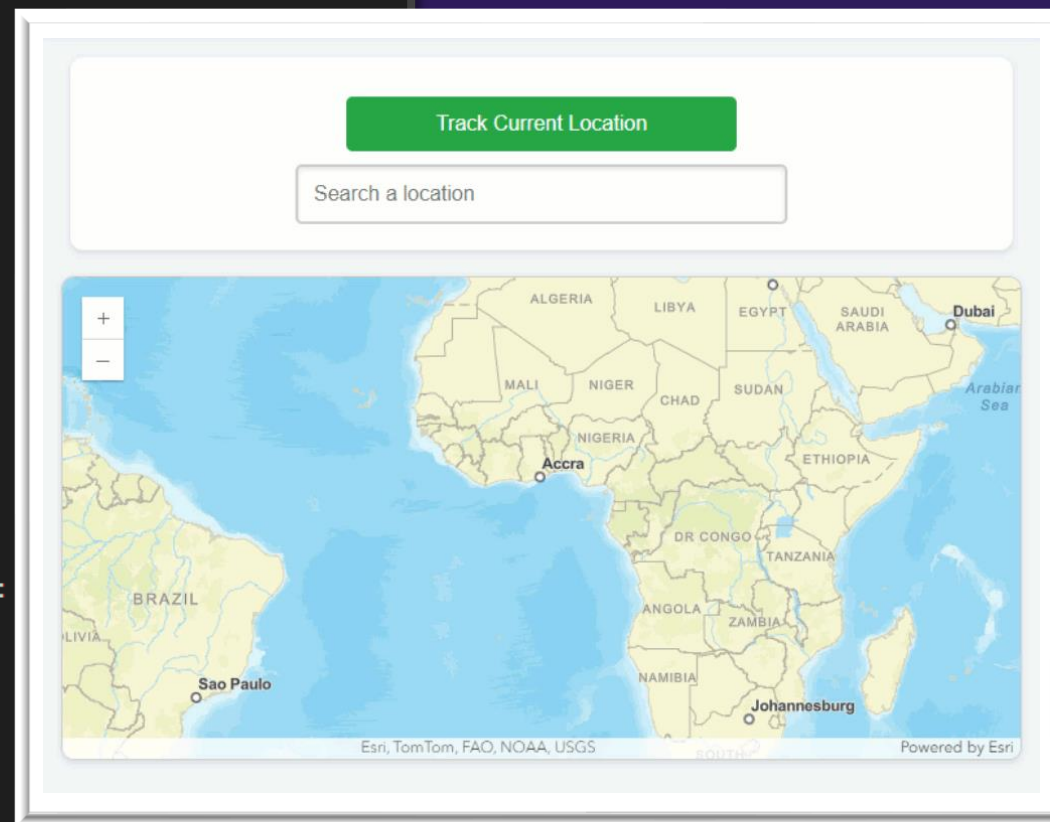 Track Current Location
Search a location
+
−
ALGERIA
LIBYA
EGYPT
SAUDI
ARABIA
Dubai
MALI
NIGER
CHAD
SUDAN
Arabian
Sea
NIGERIA
Accra
ETHIOPIA
DR CONGO
TANZANIA
BRAZIL
ANGOLA
ZAMBIA
OLIVIA
NAMIBIA
Sao Paulo
Johannesburg
Esri, TomTom, FAO, NOAA, USGS
SOUTH
Powered by Esri
: